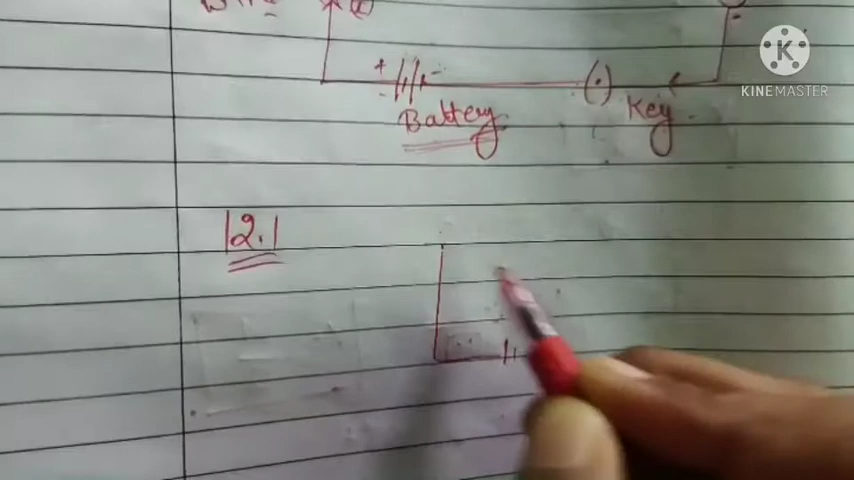 K
KINEMASTER
+ -
Battery
Key
12.1